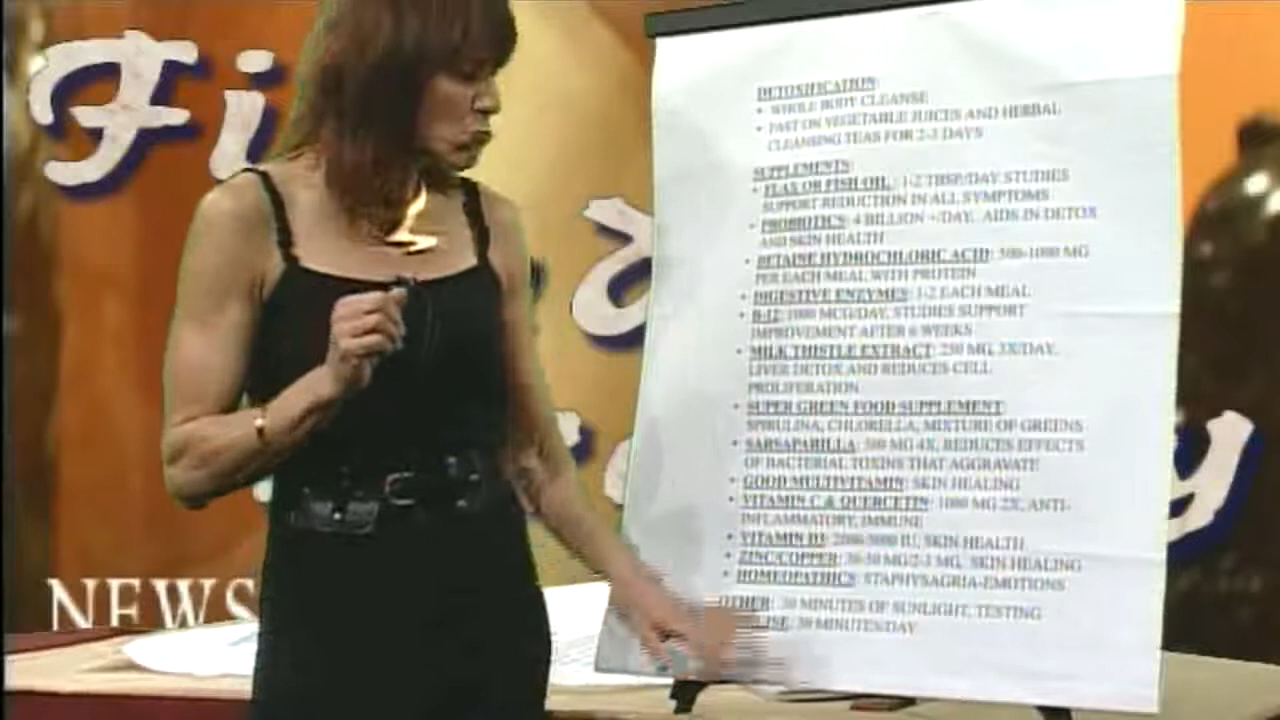 Fi
NEWS
y
DETOXIFICATION:
• WHOLE BODY CLEANSE
• FAST ON VEGETABLE JUICES AND HERBAL
CLEANSING TEAS FOR 2-3 DAYS
SUPPLEMENTS:
• FLAX OR FISH OIL: 1-2 TBSP/DAY. STUDIES
SUPPORT REDUCTION IN ALL SYMPTOMS
• PROBIOTICS: 4 BILLION +/DAY. AIDS IN DETOX
AND SKIN HEALTH
• BETAINE HYDROCHLORIC ACID: 500-1000 MG
PER EACH MEAL WITH PROTEIN
• DIGESTIVE ENZYMES: 1-2 EACH MEAL
• B-12: 1000 MCG/DAY, STUDIES SUPPORT
IMPROVEMENT AFTER 6 WEEKS
• MILK THISTLE EXTRACT: 250 MG, 3X/DAY,
LIVER DETOX AND REDUCES CELL
PROLIFERATION
• SUPER GREEN FOOD SUPPLEMENT:
SPIRULINA, CHLORELLA, MIXTURE OF GREENS
• SARSAPARILLA: 500 MG 4X, REDUCES EFFECTS
OF BACTERIAL TOXINS THAT AGGRAVATE
• GOOD MULTIVITAMIN: SKIN HEALING
• VITAMIN C & QUERCETIN: 1000 MG 2X, ANTI-
INFLAMMATORY, IMMUNE
• VITAMIN D3: 2000-5000 IU, SKIN HEALTH
• ZINC/COPPER: 30-50 MG/2-3 MG, SKIN HEALING
• HOMEOPATHICS: STAPHYSAGRIA-EMOTIONS
OTHER: 30 MINUTES OF SUNLIGHT, TESTING
30 MINUTES/DAY